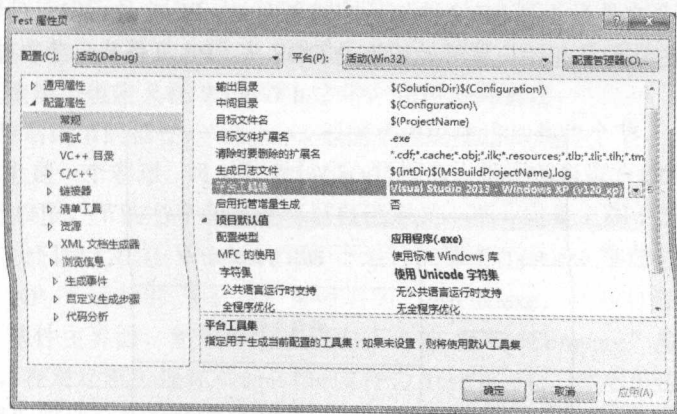 Test 属性页
配置(C): 活动(Debug) 平台(P): 活动(Win32) 配置管理器(O)...
通用属性
配置属性
常规
调试
VC++ 目录
C/C++
链接器
清单工具
资源
XML 文档生成器
浏览信息
生成事件
自定义生成步骤
代码分析
输出目录 $(SolutionDir)$(Configuration)\
中间目录 $(Configuration)\
目标文件名 $(ProjectName)
目标文件扩展名 .exe
清除时要删除的扩展名 *.cdf;*.cache;*.obj;*.ilk;*.resources;*.tlb;*.tli;*.tlh;*.tm
生成日志文件 $(IntDir)$(MSBuildProjectName).log
平台工具集 Visual Studio 2013 - Windows XP (v120_xp)
启用托管增量生成 否
项目默认值
配置类型 应用程序(.exe)
MFC 的使用 使用标准 Windows 库
字符集 使用 Unicode 字符集
公共语言运行时支持 无公共语言运行时支持
全程序优化 无全程序优化
平台工具集
指定用于生成当前配置的工具集；如果未设置，则将使用默认工具集
确定 取消 应用(A)